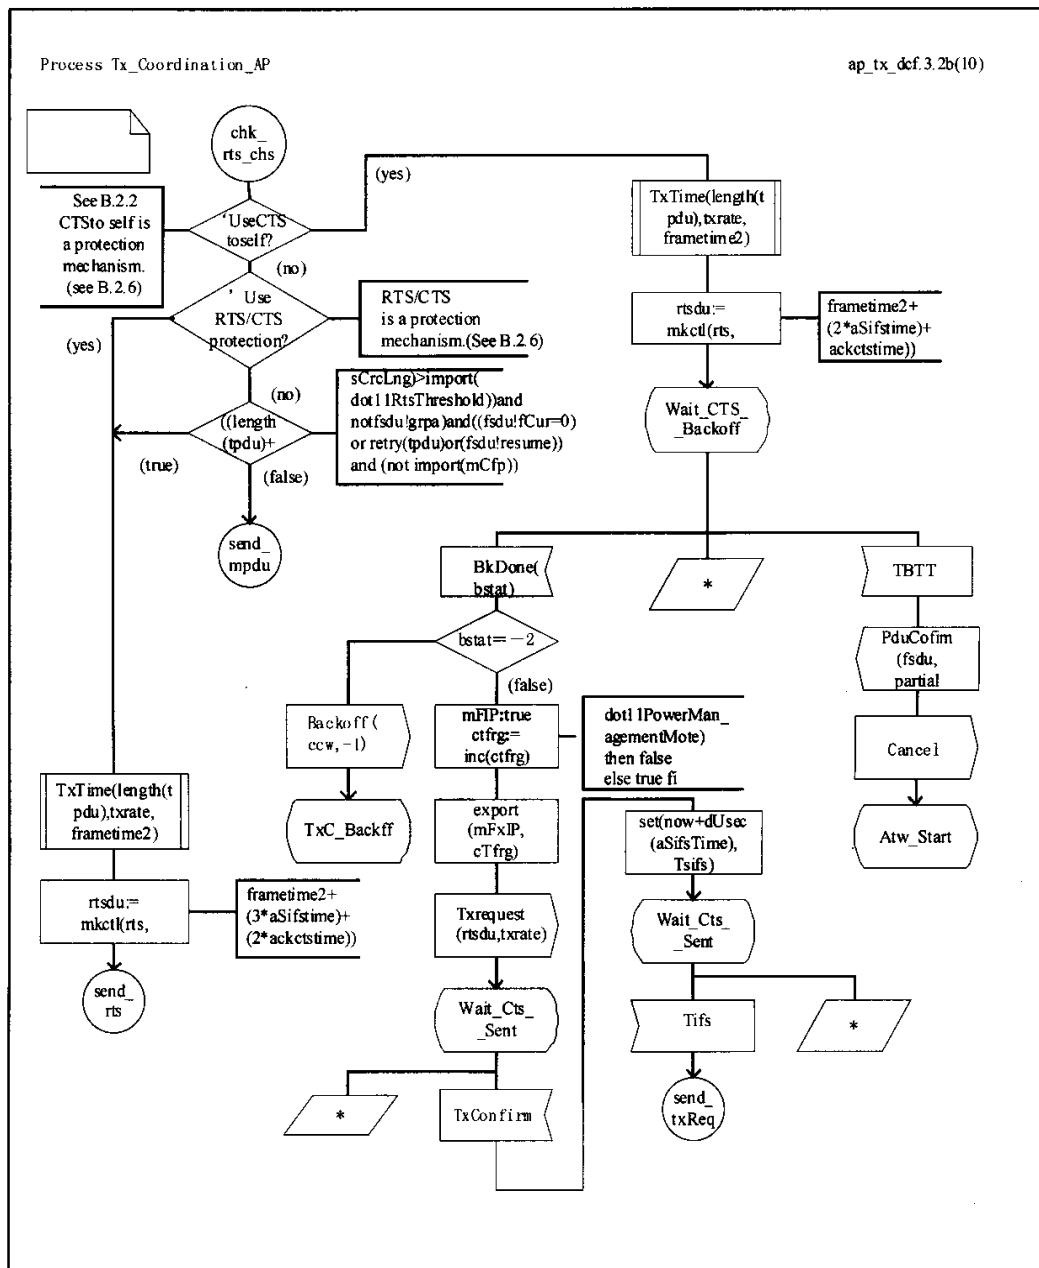 Process Tx_Coordination_AP
ap_tx_dcf.3.2b(10)
chk_
rts_chs
(yes)
See B.2.2
CTSto self is
a protection
mechanism.
(see B.2.6)
'UseCTS
toself?
(no)
TxTime(length(t
pdu),txrate,
frametime2)
' Use
RTS/CTS
protection?
RTS/CTS
is a protection
mechanism.(See B.2.6)
(yes)
(no)
rtsdu:=
mkctl(rts,
frametime2+
(2*aSifstime)+
ackctstime))
((length
(tpdu)+
sCrcLng)>import(
dot11RtsThreshold))and
notfsdu!grpa)and((fsdu!fCur=0)
or retry(tpdu)or(fsdu!resume))
and (not import(mCfp))
(true)
(false)
Wait_CTS_
_Backoff
send_
mpdu
BkDone(
bstat)
*
TBTT
bstat=-2
(false)
PduCofim
(fsdu,
partial
Backoff(
ccw,-1)
mFIP:true
ctfrg:=
inc(ctfrg)
dot11PowerMan_
agementMote)
then false
else true fi
Cancel
TxTime(length(t
pdu),txrate,
frametime2)
TxC_Backff
export
(mFxIP,
cTfrg)
set(now+dUsec
(aSifsTime),
Tsifs)
Atw_Start
rtsdu:=
mkctl(rts,
frametime2+
(3*aSifstime)+
(2*ackctstime))
Txrequest
(rtsdu,txrate)
Wait_Cts_
_Sent
send_
rts
Wait_Cts_
_Sent
Tifs
*
*
TxConfirm
send_
txReq